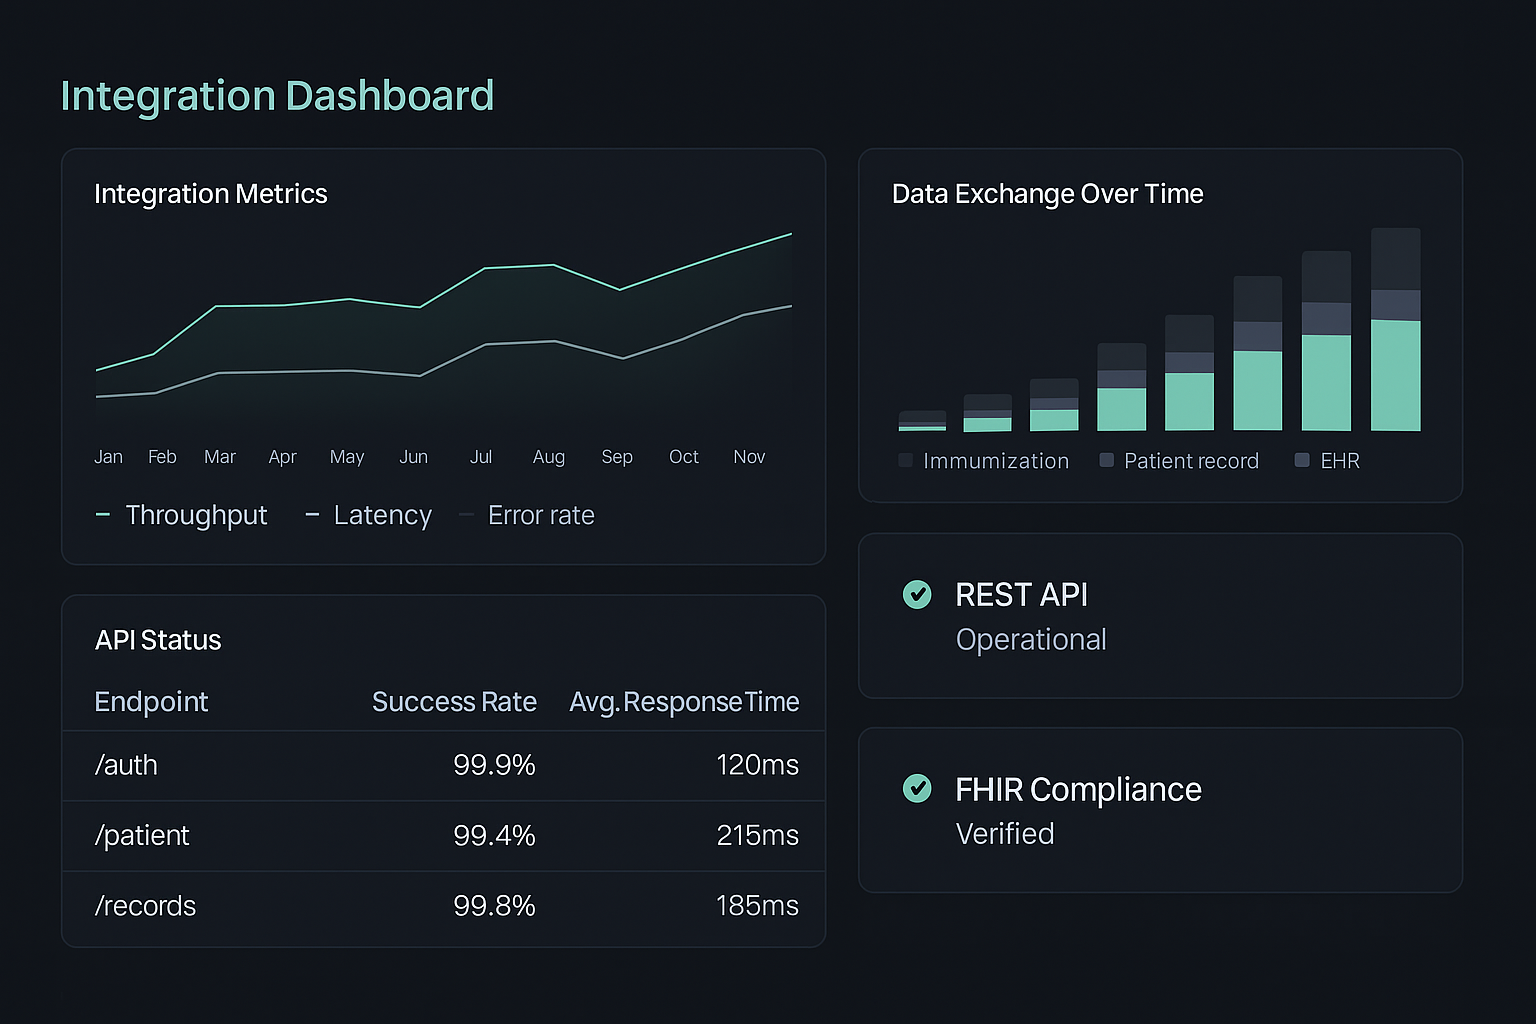 Integration Dashboard
Integration Metrics
Jan Feb Mar Apr May Jun Jul Aug Sep Oct Nov
Throughput Latency Error rate
Data Exchange Over Time
Immumization Patient record EHR
API Status
Endpoint Success Rate Avg. Response Time
/auth 99.9% 120ms
/patient 99.4% 215ms
/records 99.8% 185ms
REST API
Operational
FHIR Compliance
Verified